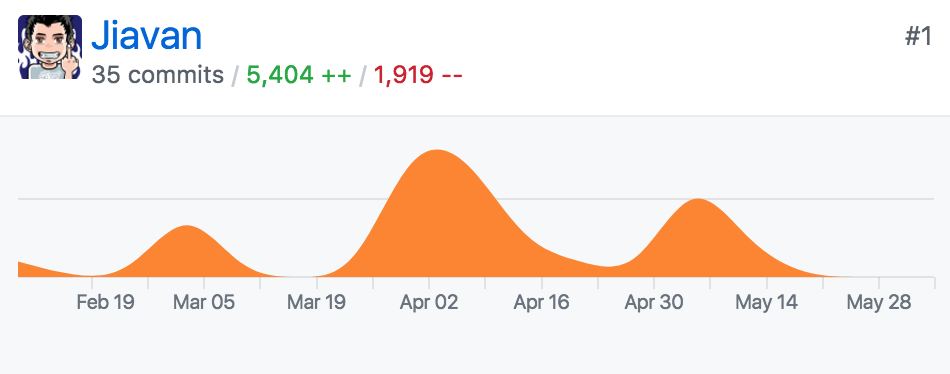 Jiavan
#1
35 commits / 5,404 ++ / 1,919 --
Feb 19 Mar 05 Mar 19 Apr 02 Apr 16 Apr 30 May 14 May 28